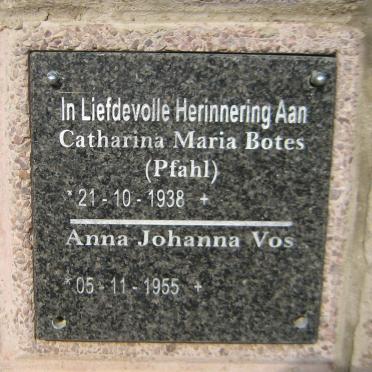 In Liefdevolle Herinnering Aan
Catharina Maria Botes
(Pfahl)
* 21 - 10 - 1938 +
Anna Johanna Vos
* 05 - 11 - 1955 +